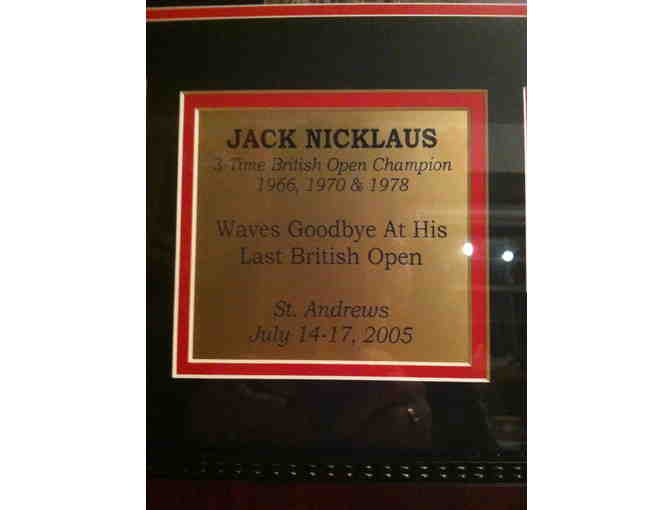 JACK NICKLAUS
3-Time British Open Champion
1966, 1970 & 1978
Waves Goodbye At His
Last British Open
St. Andrews
July 14-17, 2005